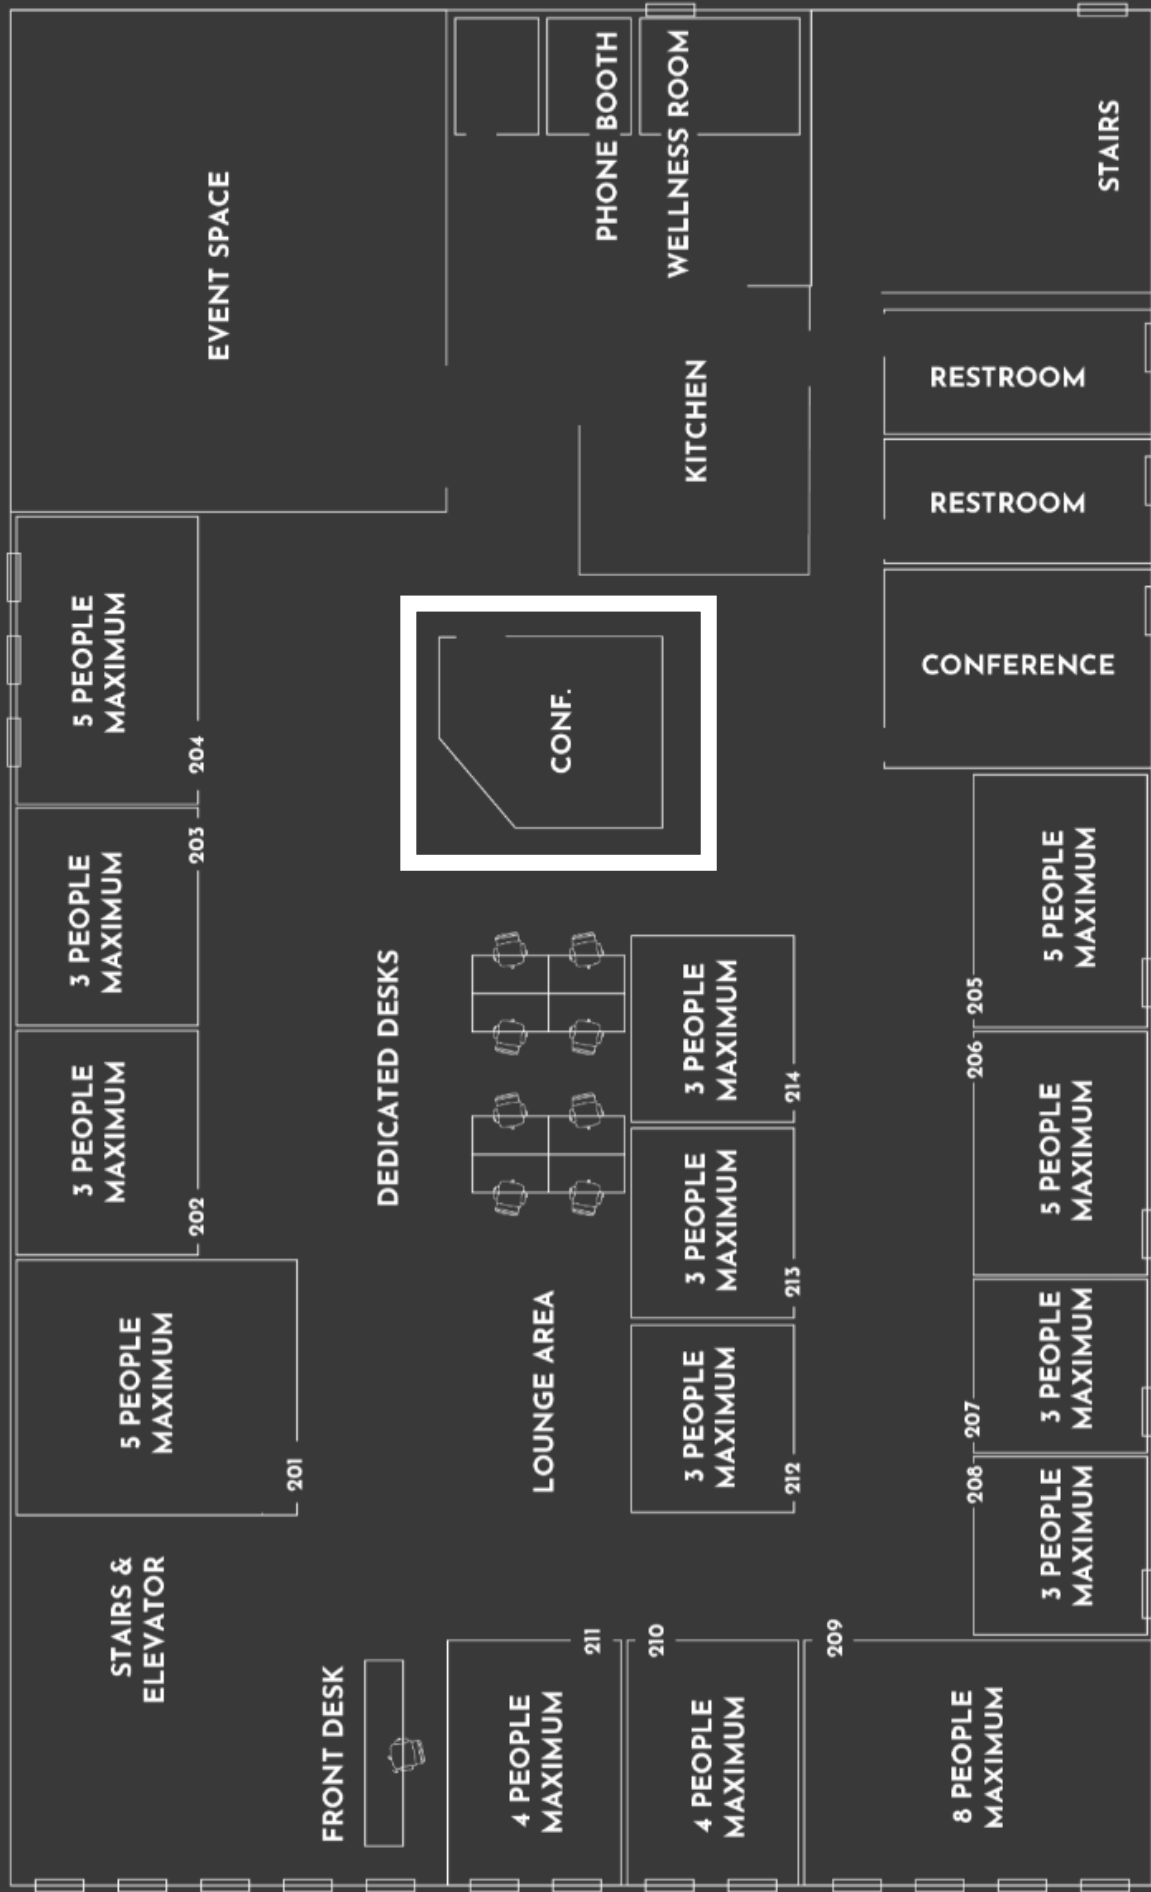 EVENT SPACE
PHONE BOOTH
WELLNESS ROOM
STAIRS
KITCHEN
RESTROOM
RESTROOM
CONFERENCE
CONF.
5 PEOPLE
MAXIMUM
204
3 PEOPLE
MAXIMUM
203
3 PEOPLE
MAXIMUM
202
5 PEOPLE
MAXIMUM
201
DEDICATED DESKS
LOUNGE AREA
3 PEOPLE
MAXIMUM
214
3 PEOPLE
MAXIMUM
213
3 PEOPLE
MAXIMUM
212
5 PEOPLE
MAXIMUM
205
5 PEOPLE
MAXIMUM
206
3 PEOPLE
MAXIMUM
207
3 PEOPLE
MAXIMUM
208
STAIRS &
ELEVATOR
FRONT DESK
4 PEOPLE
MAXIMUM
211
4 PEOPLE
MAXIMUM
210
8 PEOPLE
MAXIMUM
209